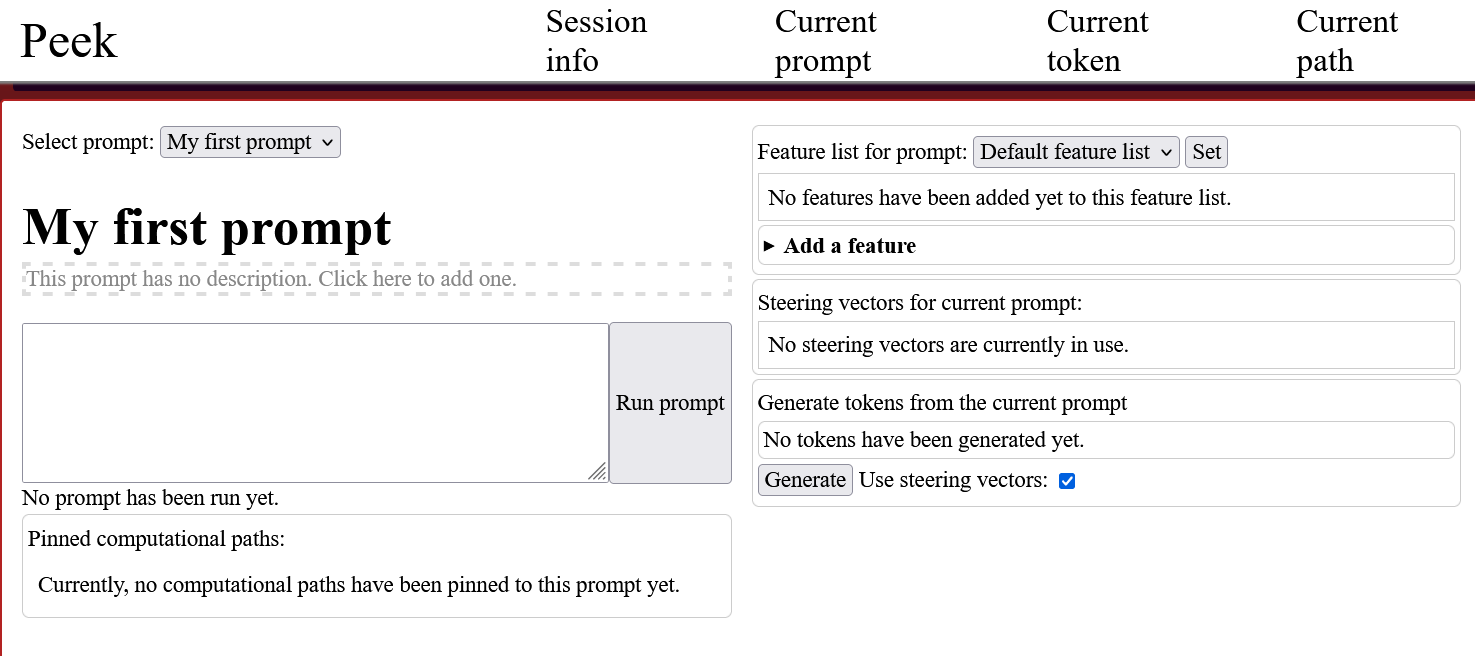 Peek
Session
info
Current
prompt
Current
token
Current
path
Select prompt: My first prompt
My first prompt
This prompt has no description. Click here to add one.
Run prompt
No prompt has been run yet.
Pinned computational paths:
Currently, no computational paths have been pinned to this prompt yet.
Feature list for prompt: Default feature list Set
No features have been added yet to this feature list.
Add a feature
Steering vectors for current prompt:
No steering vectors are currently in use.
Generate tokens from the current prompt
No tokens have been generated yet.
Generate Use steering vectors: